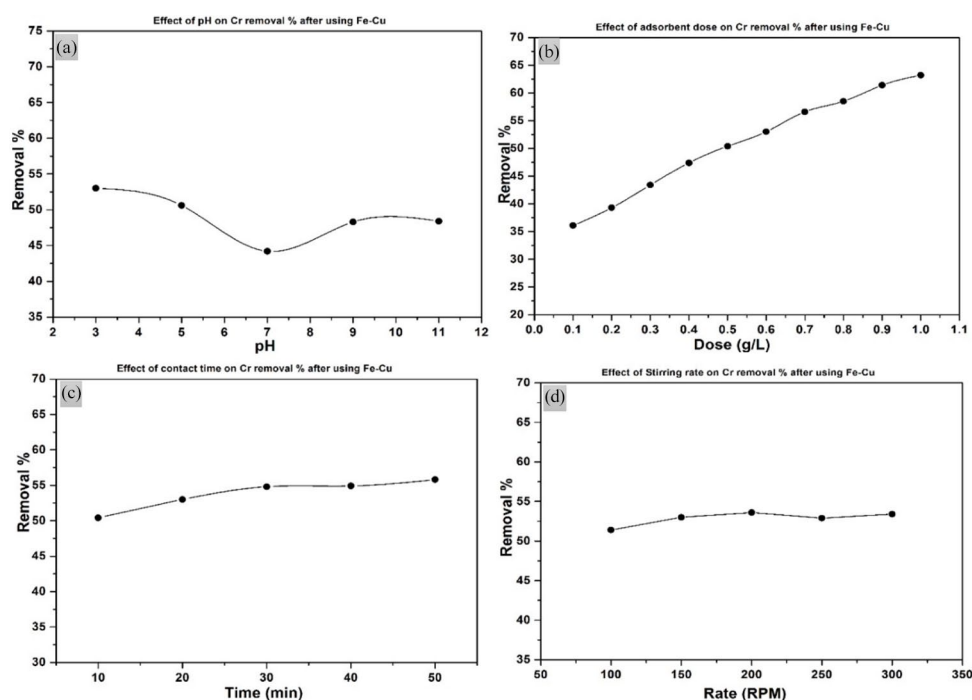 Effect of pH on Cr removal % after using Fe-Cu
(a)
Removal %
75
70
65
60
55
50
45
40
35
2 3 4 5 6 7 8 9 10 11 12
pH
Effect of adsorbent dose on Cr removal % after using Fe-Cu
(b)
Removal %
70
65
60
55
50
45
40
35
30
25
20
0.0 0.1 0.2 0.3 0.4 0.5 0.6 0.7 0.8 0.9 1.0 1.1
Dose (g/L)
Effect of contact time on Cr removal % after using Fe-Cu
(c)
Removal %
70
65
60
55
50
45
40
35
30
10 20 30 40 50
Time (min)
Effect of Stirring rate on Cr removal % after using Fe-Cu
(d)
Removal %
70
65
60
55
50
45
40
35
50 100 150 200 250 300 350
Rate (RPM)